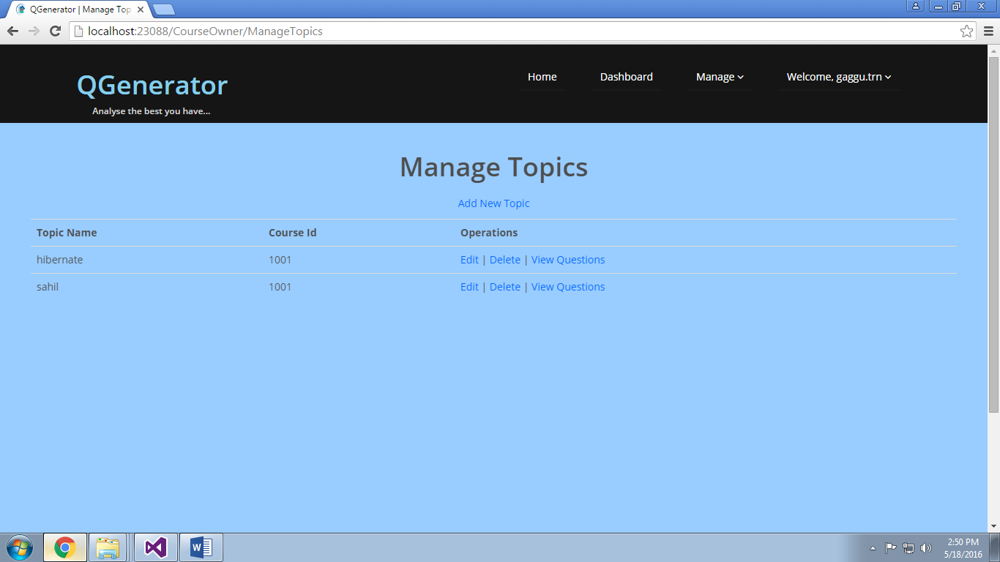 QGenerator | Manage Top
localhost:23088/CourseOwner/ManageTopics
QGenerator
Analyse the best you have...
Home Dashboard Manage Welcome, gaggu.trn
Manage Topics
Add New Topic
Topic Name Course Id Operations
hibernate 1001 Edit | Delete | View Questions
sahil 1001 Edit | Delete | View Questions
2:50 PM
5/18/2016